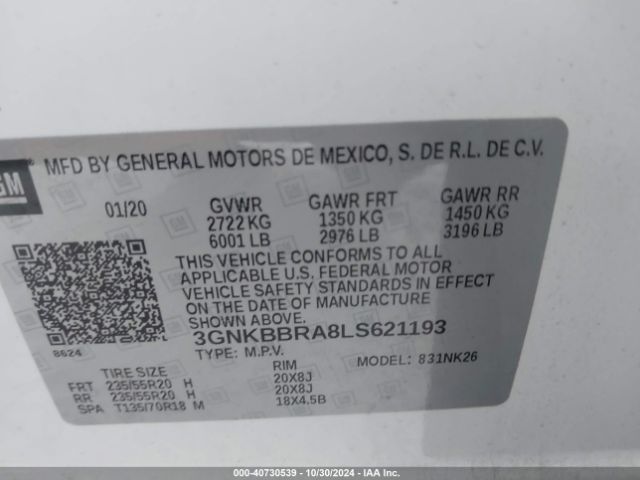 GM
® MFD BY GENERAL MOTORS DE MEXICO, S. DE R.L. DE C.V.
01/20 GVWR GAWR FRT GAWR RR
2722 KG 1350 KG 1450 KG
6001 LB 2976 LB 3196 LB
THIS VEHICLE CONFORMS TO ALL
APPLICABLE U.S. FEDERAL MOTOR
VEHICLE SAFETY STANDARDS IN EFFECT
ON THE DATE OF MANUFACTURE
SHOWN ABOVE.
8624 3GNKBBRA8LS621193
TYPE: M.P.V. MODEL: 831NK26
TIRE SIZE RIM
FRT 235/55R20 H 20X8J
RR 235/55R20 H 20X8J
SPA T135/70R18 M 18X4.5B
000-40730539 - 10/30/2024 - IAAI.COM